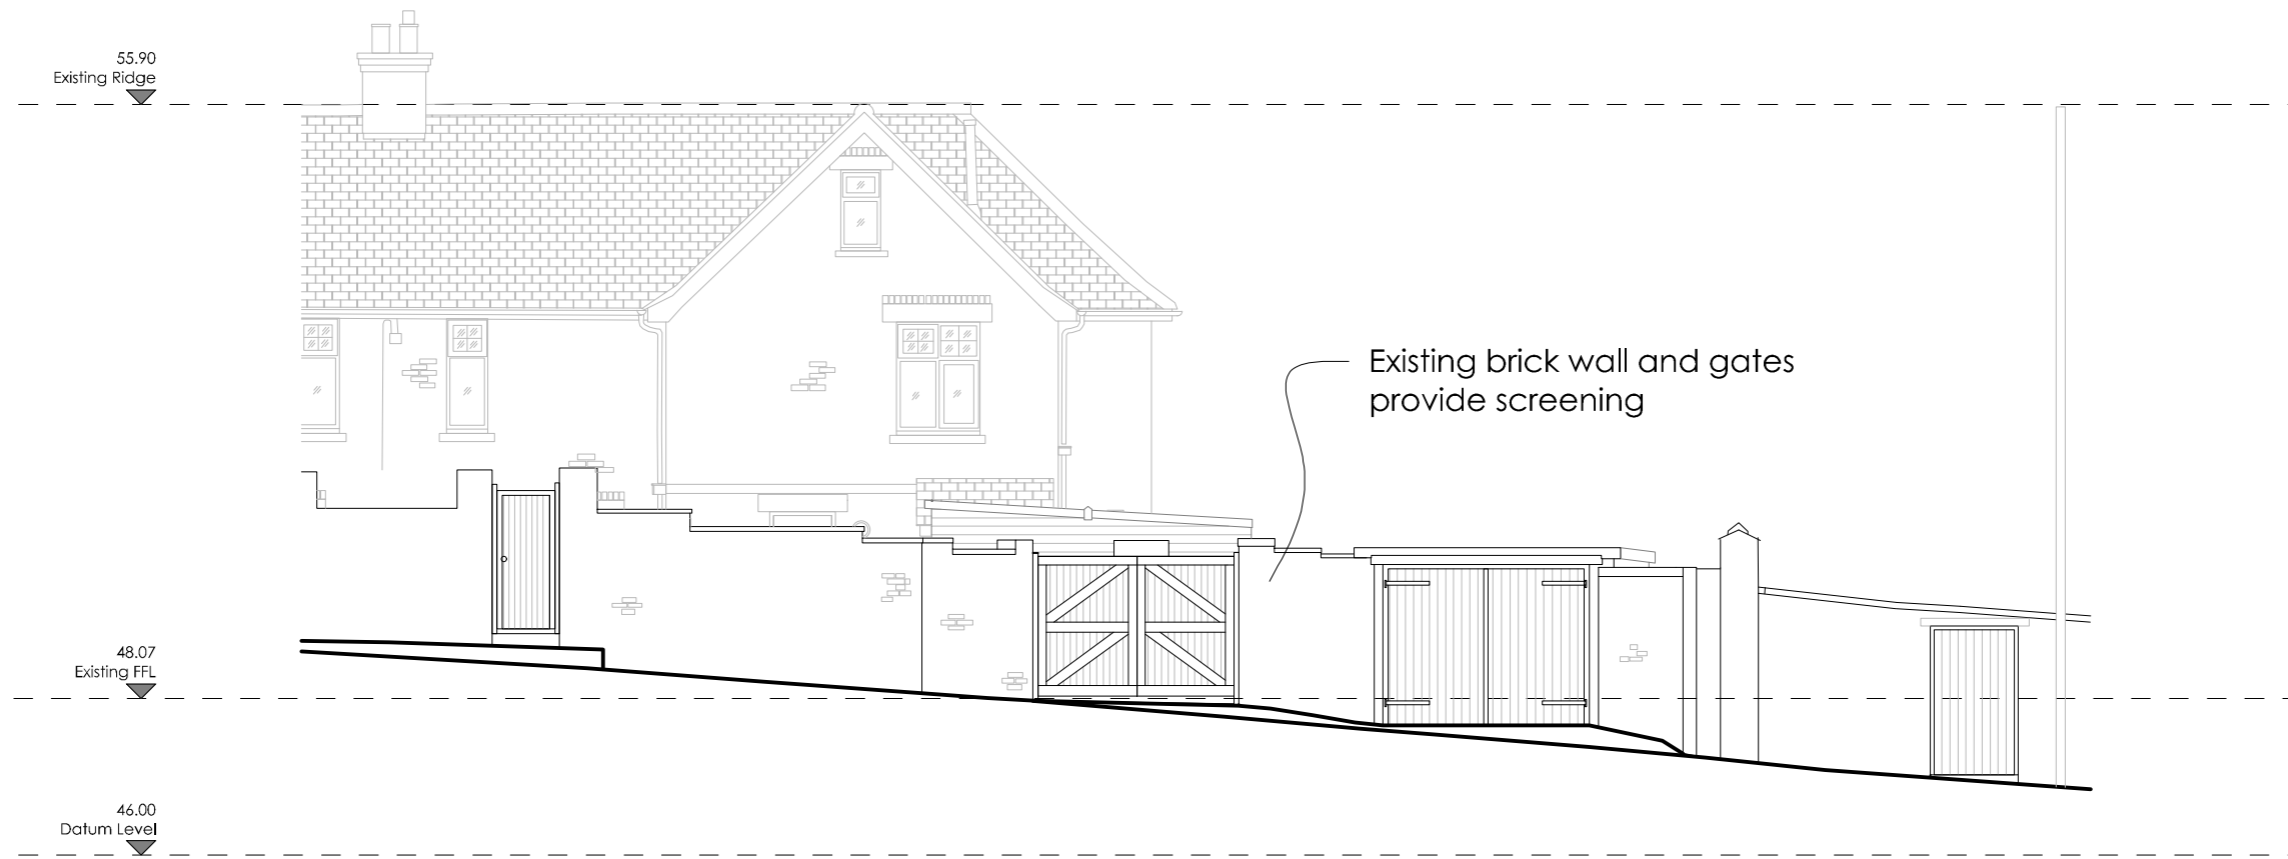 55.90
Existing Ridge
Existing brick wall and gates
provide screening
48.07
Existing FFL
46.00
Datum Level